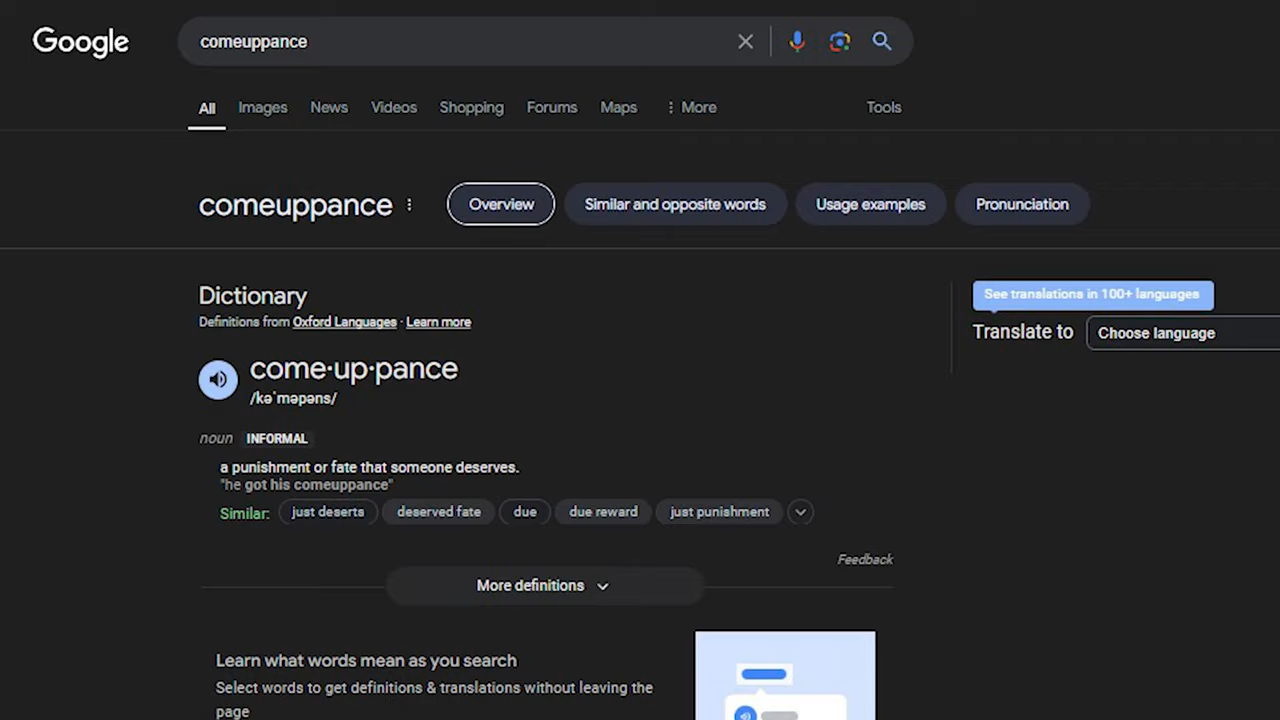 Google
comeuppance
All Images News Videos Shopping Forums Maps More Tools
comeuppance Overview Similar and opposite words Usage examples Pronunciation
Dictionary
Definitions from Oxford Languages · Learn more
See translations in 100+ languages
Translate to Choose language
come·up·pance
/kəˈməpəns/
noun INFORMAL
a punishment or fate that someone deserves.
"he got his comeuppance"
Similar: just deserts deserved fate due due reward just punishment
Feedback
More definitions
Learn what words mean as you search
Select words to get definitions & translations without leaving the
page